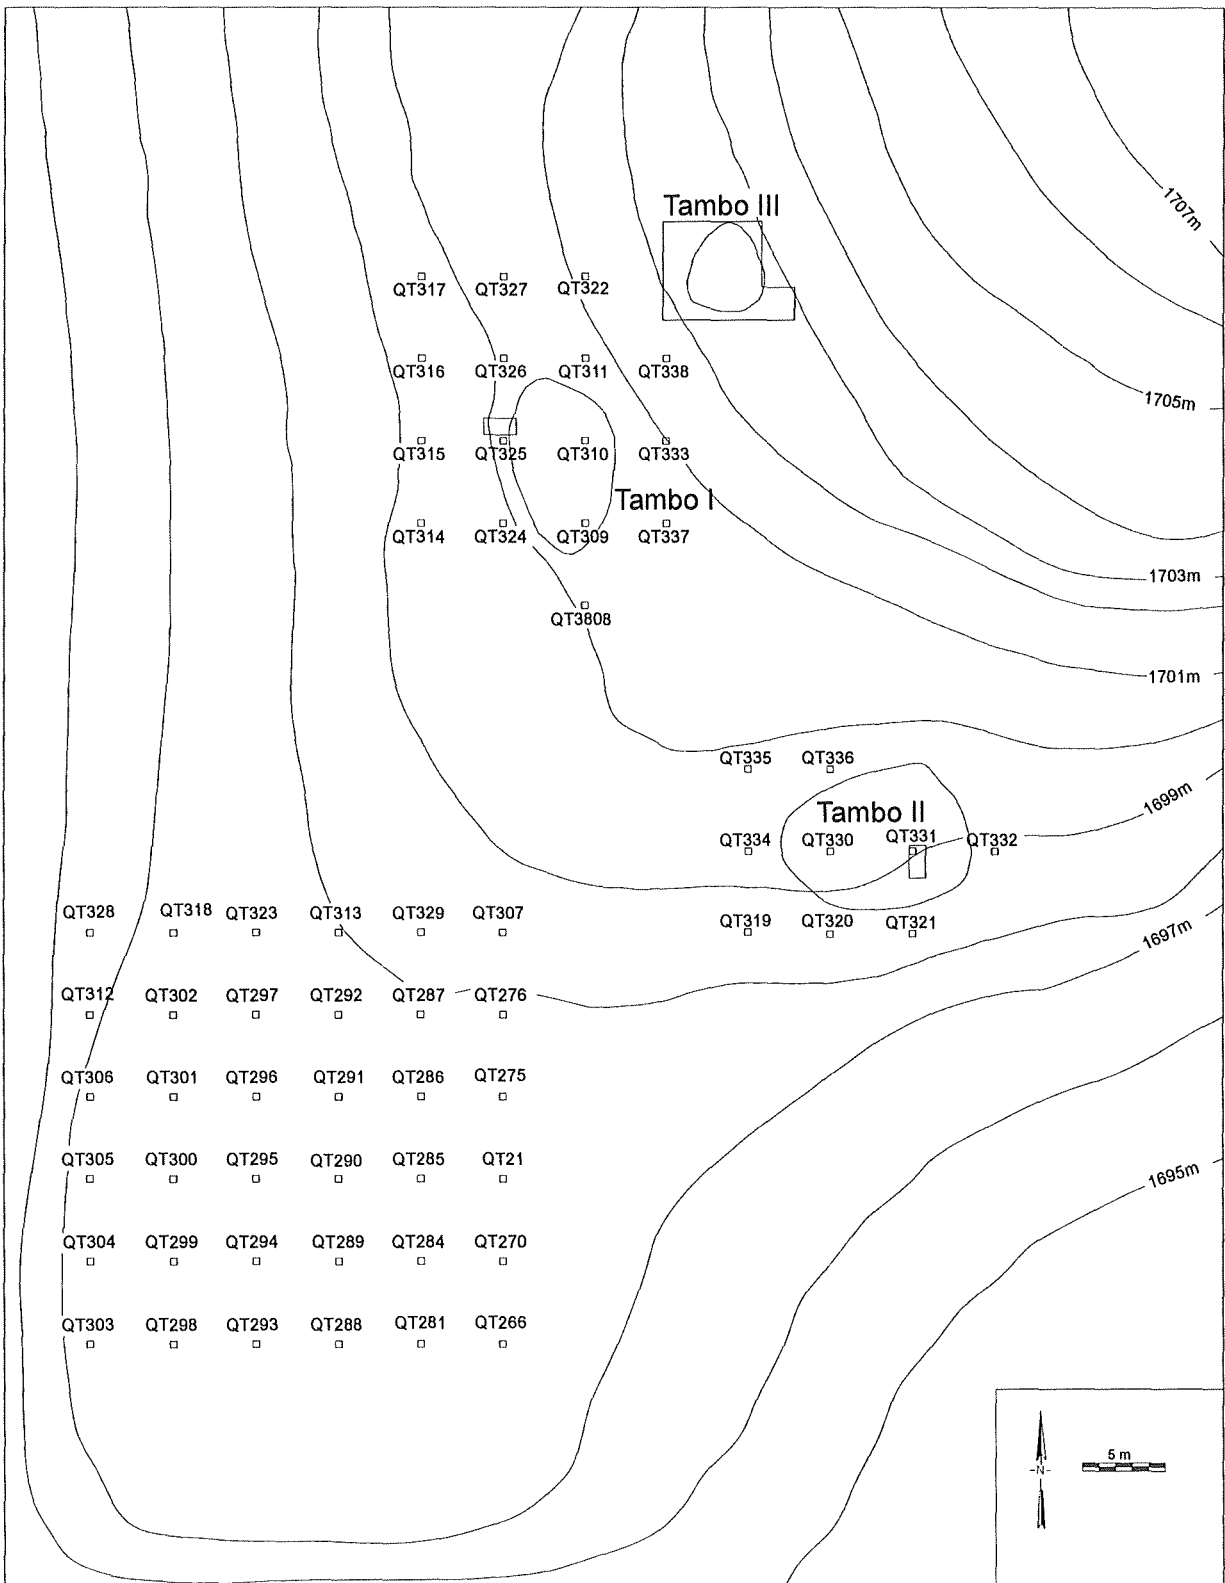 1707m
Tambo III
QT317 QT327 QT322
QT316 QT326 QT311 QT338
1705m
QT315 QT325 QT310 QT333
Tambo I
QT314 QT324 QT309 QT337
1703m
QT3808
1701m
QT335 QT336
1699m
Tambo II
QT334 QT330 QT331 QT332
QT328 QT318 QT323 QT313 QT329 QT307 QT319 QT320 QT321
1697m
QT312 QT302 QT297 QT292 QT287 QT276
QT306 QT301 QT296 QT291 QT286 QT275
QT305 QT300 QT295 QT290 QT285 QT21
1695m
QT304 QT299 QT294 QT289 QT284 QT270
QT303 QT298 QT293 QT288 QT281 QT266
5 m
-N-